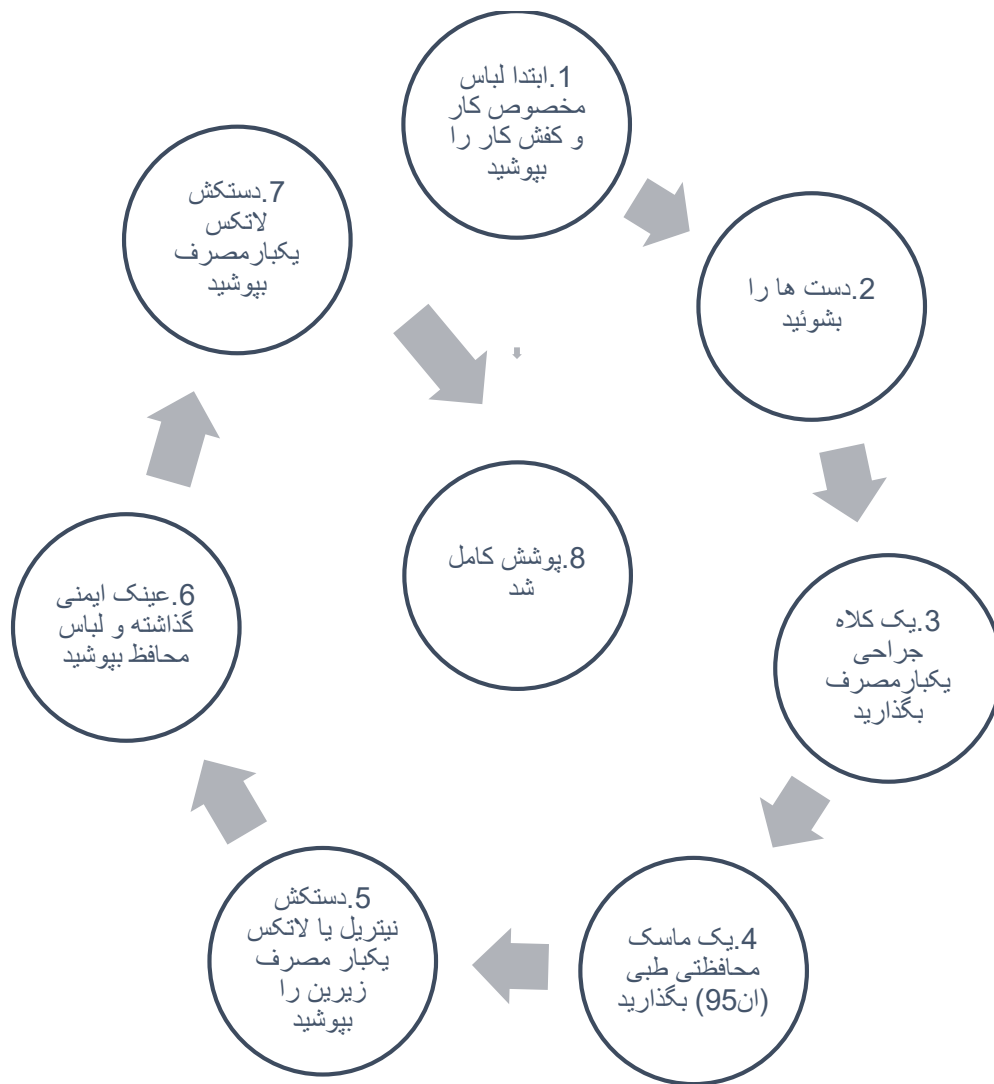 1.ابتدا لباس
مخصوص کار
و کفش کار را
بپوشید
2.دست ها را
بشوئید
3.یک کلاه
جراحی
یکبارمصرف
بگذارید
4.یک ماسک
محافظتی طبی
(ان95) بگذارید
5.دستکش
نیتریل یا لاتکس
یکبار مصرف
زیرین را
بپوشید
6.عینک ایمنی
گذاشته و لباس
محافظ بپوشید
7.دستکش
لاتکس
یکبارمصرف
بپوشید
8.پوشش کامل
شد